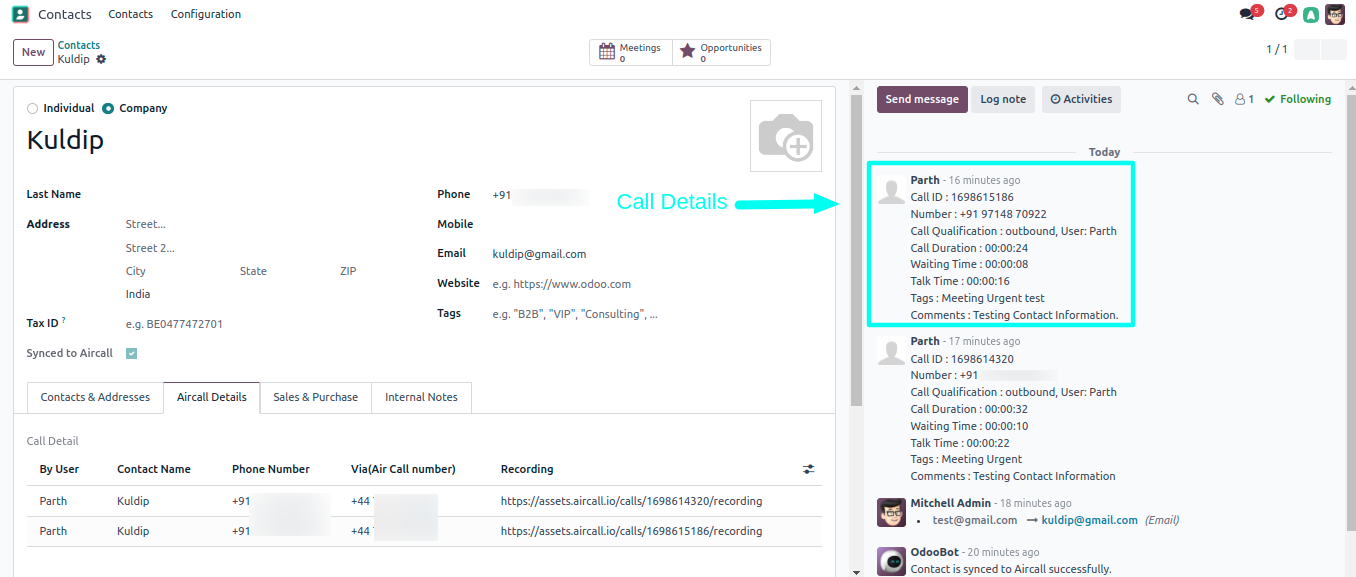 Contacts Contacts Configuration 5 2
New Contacts
Kuldip
Meetings
0
Opportunities
0
1 / 1
Individual Company
Kuldip
Last Name
Address
Street...
Street 2...
City State ZIP
India
Tax ID ? e.g. BE0477472701
Synced to Aircall
Phone +91
Mobile
Email kuldip@gmail.com
Website e.g. https://www.odoo.com
Tags e.g. "B2B", "VIP", "Consulting", ...
Call Details
Contacts & Addresses Aircall Details Sales & Purchase Internal Notes
Call Detail
By User Contact Name Phone Number Via(Air Call number) Recording
Parth Kuldip +91 +44 https://assets.aircall.io/calls/1698614320/recording
Parth Kuldip +91 +44 https://assets.aircall.io/calls/1698615186/recording
Send message Log note Activities 1 Following
Today
Parth - 16 minutes ago
Call ID : 1698615186
Number : +91 97148 70922
Call Qualification : outbound, User: Parth
Call Duration : 00:00:24
Waiting Time : 00:00:08
Talk Time : 00:00:16
Tags : Meeting Urgent test
Comments : Testing Contact Information.
Parth - 17 minutes ago
Call ID : 1698614320
Number : +91
Call Qualification : outbound, User: Parth
Call Duration : 00:00:32
Waiting Time : 00:00:10
Talk Time : 00:00:22
Tags : Meeting Urgent
Comments : Testing Contact Information
Mitchell Admin - 18 minutes ago
• test@gmail.com → kuldip@gmail.com (Email)
OdooBot - 20 minutes ago
Contact is synced to Aircall successfully.